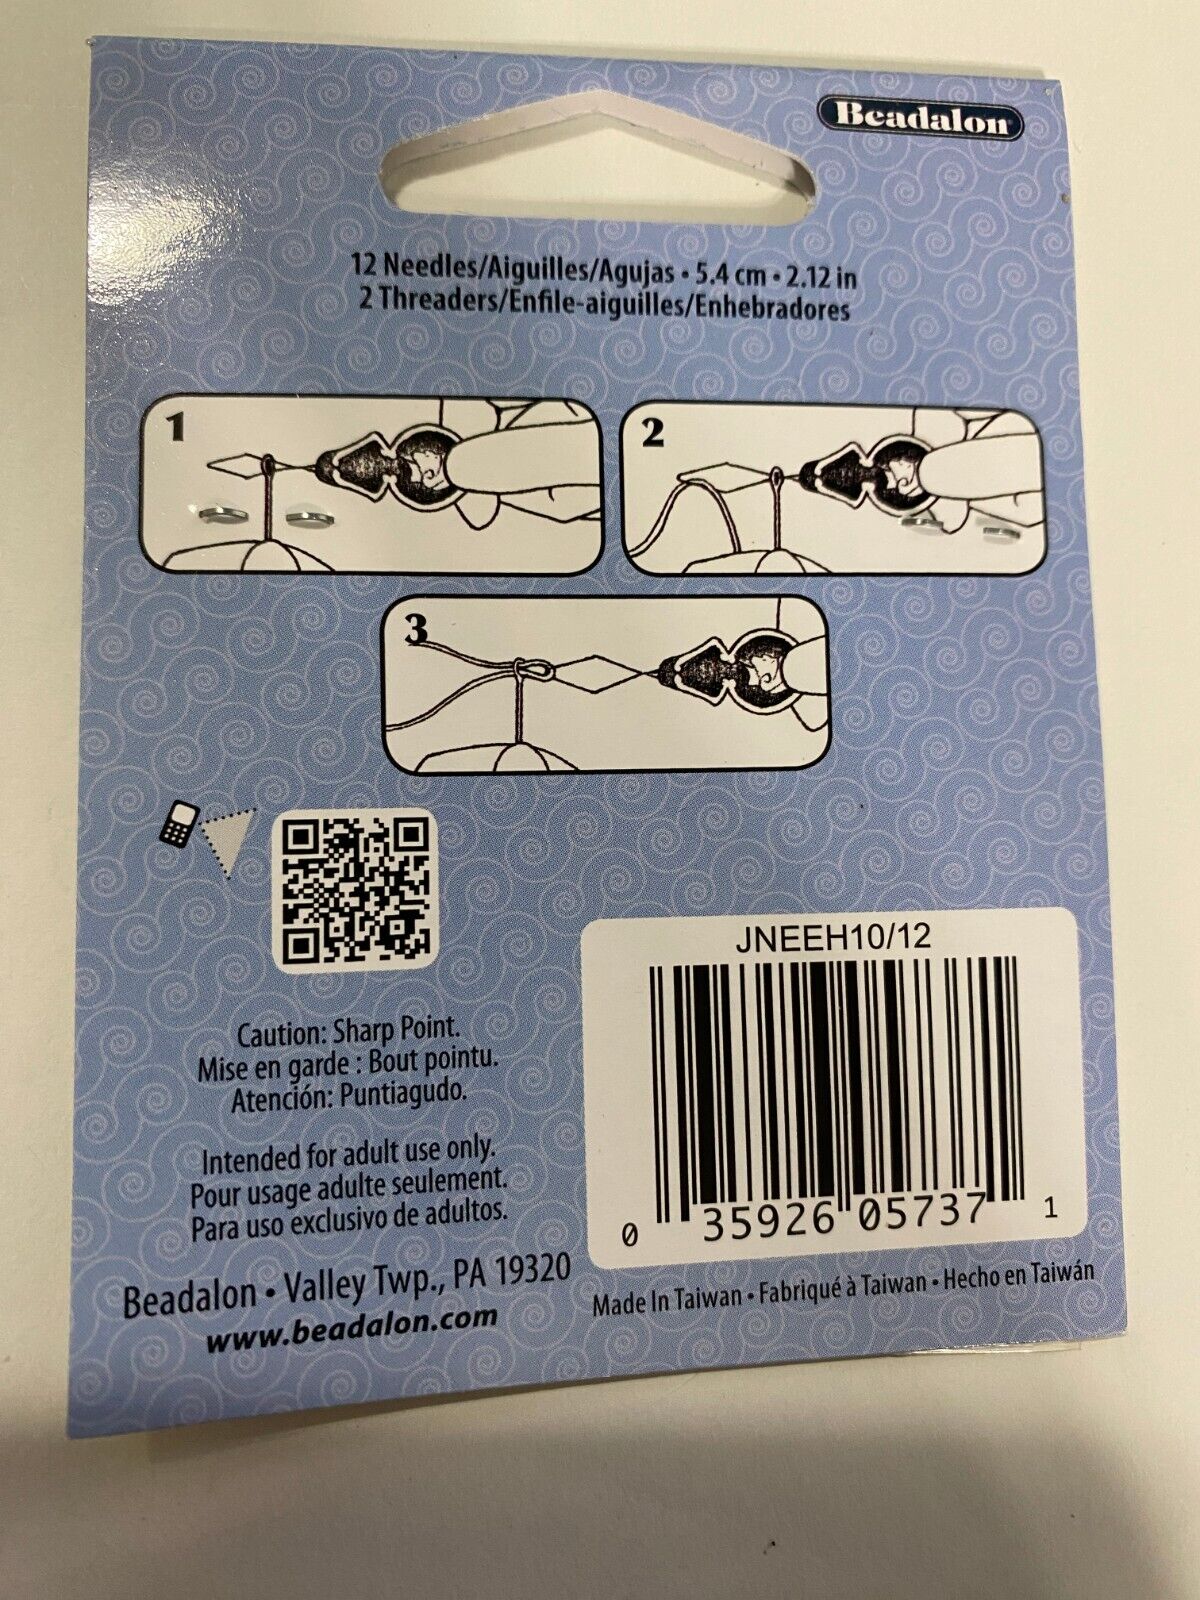 Beadalon
12 Needles/Aiguilles/Agujas • 5.4 cm • 2.12 in
2 Threaders/Enfile-aiguilles/Enhebradores
1
2
3
Caution: Sharp Point.
Mise en garde : Bout pointu.
Atención: Puntiagudo.
Intended for adult use only.
Pour usage adulte seulement.
Para uso exclusivo de adultos.
Beadalon • Valley Twp., PA 19320
www.beadalon.com
JNEEH10/12
0 35926 05737 1
Made In Taiwan • Fabriqué à Taiwan • Hecho en Taiwán